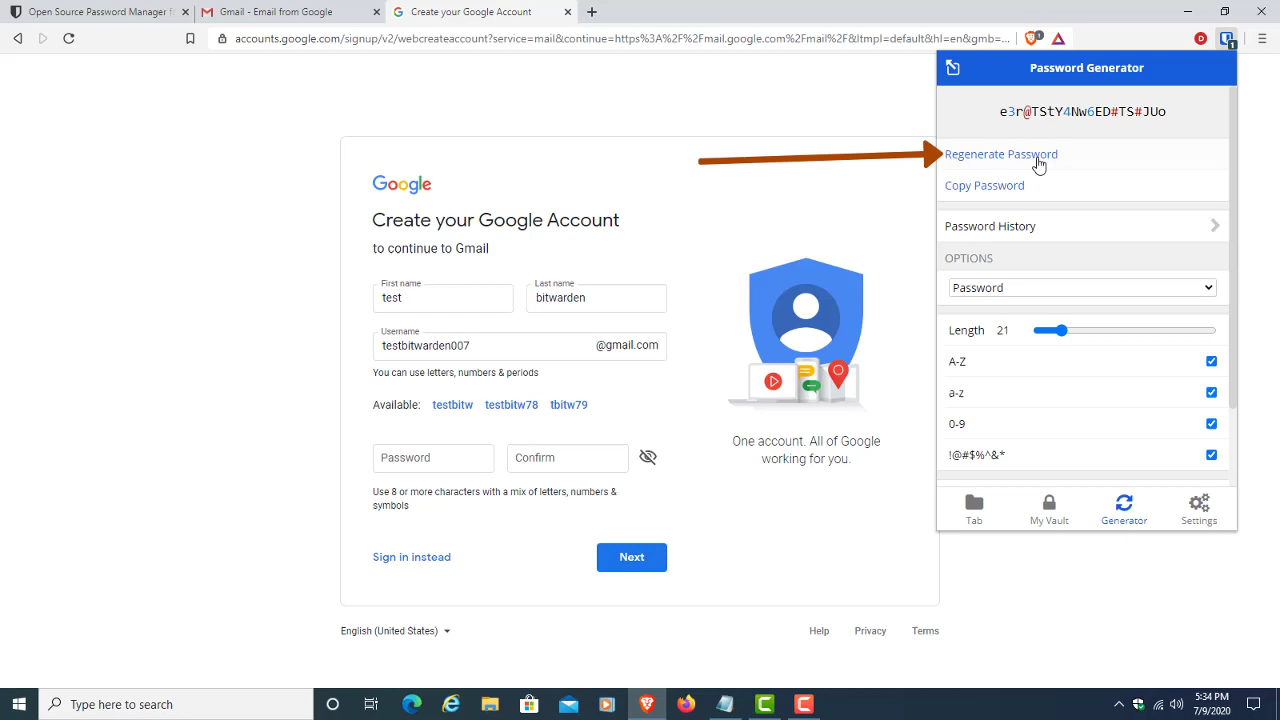 Open Source Password Manager f
Gmail - Email from Google
Create your Google Account
accounts.google.com/signup/v2/webcreateaccount?service=mail&continue=https%3A%2F%2Fmail.google.com%2Fmail%2F&ltmpl=default&hl=en&gmb=...
1
D
1
Password Generator
e3r@TStY4Nw6ED#TS#JUo
Regenerate Password
Copy Password
Password History
OPTIONS
Password
Length 21
A-Z
a-z
0-9
!@#$%^&*
Tab
My Vault
Generator
Settings
Google
Create your Google Account
to continue to Gmail
First name
test
Last name
bitwarden
Username
testbitwarden007
@gmail.com
You can use letters, numbers & periods
Available: testbitw testbitw78 tbitw79
Password
Confirm
Use 8 or more characters with a mix of letters, numbers &
symbols
Sign in instead
Next
One account. All of Google
working for you.
English (United States)
Help
Privacy
Terms
Type here to search
5:34 PM
7/9/2020